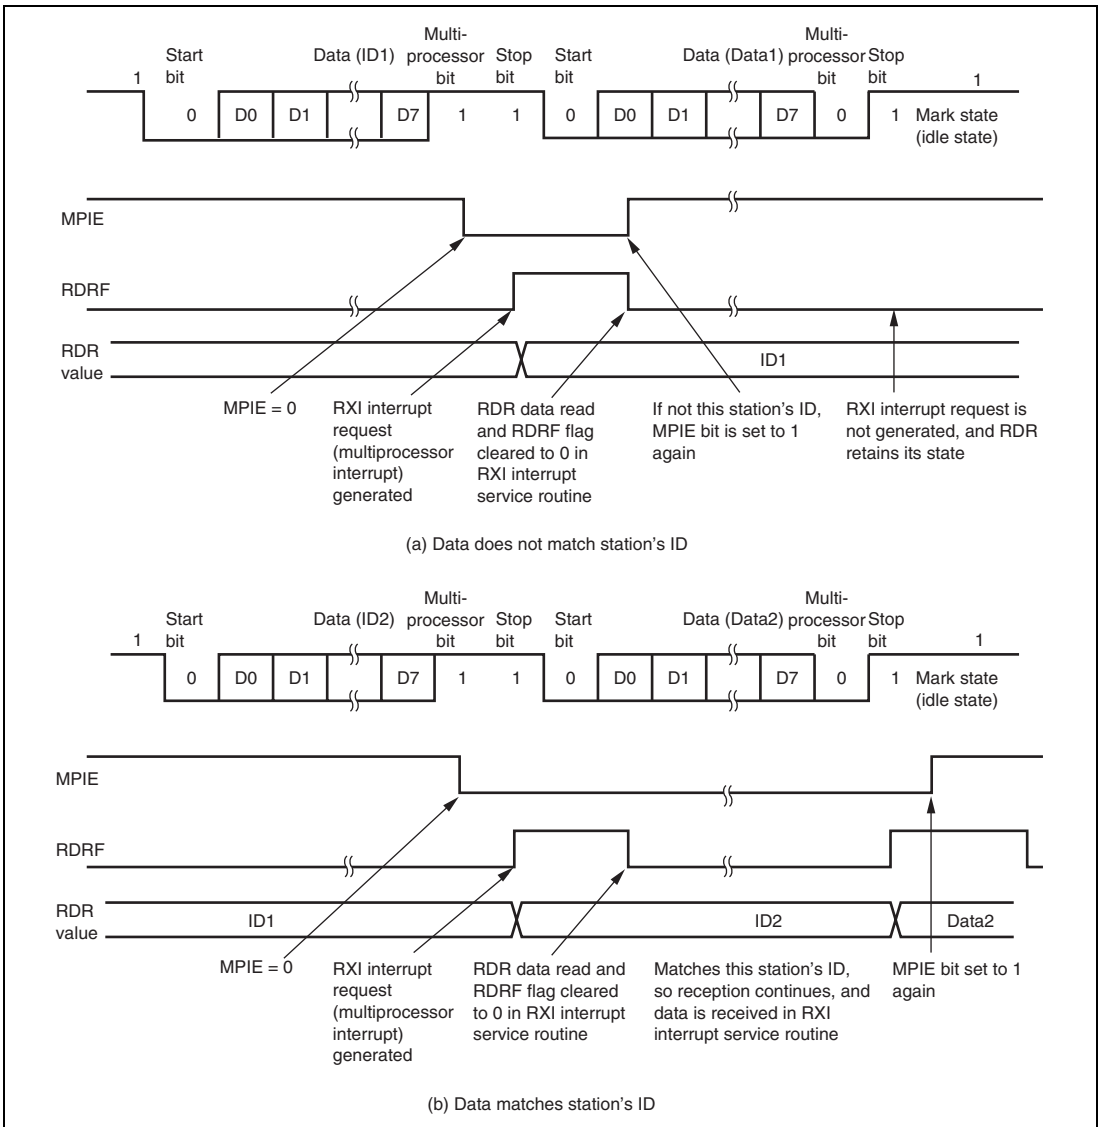 Multi-
Multi-
Start
Data (ID1)
processor
Stop
Start
Data (Data1)
processor
Stop
1
bit
bit
bit
bit
bit
bit
1
0
D0
D1
D7
1
1
0
D0
D1
D7
0
1
Mark state
(idle state)
MPIE
RDRF
RDR
value
ID1
MPIE = 0
RXI interrupt
request
(multiprocessor
interrupt)
generated
RDR data read
and RDRF flag
cleared to 0 in
RXI interrupt
service routine
If not this station's ID,
MPIE bit is set to 1
again
RXI interrupt request is
not generated, and RDR
retains its state
(a) Data does not match station's ID
Multi-
Multi-
Start
Data (ID2)
processor
Stop
Start
Data (Data2)
processor
Stop
1
bit
bit
bit
bit
bit
bit
1
0
D0
D1
D7
1
1
0
D0
D1
D7
0
1
Mark state
(idle state)
MPIE
RDRF
RDR
value
ID1
ID2
Data2
MPIE = 0
RXI interrupt
request
(multiprocessor
interrupt)
generated
RDR data read and
RDRF flag cleared
to 0 in RXI interrupt
service routine
Matches this station's ID,
so reception continues, and
data is received in RXI
interrupt service routine
MPIE bit set to 1
again
(b) Data matches station's ID